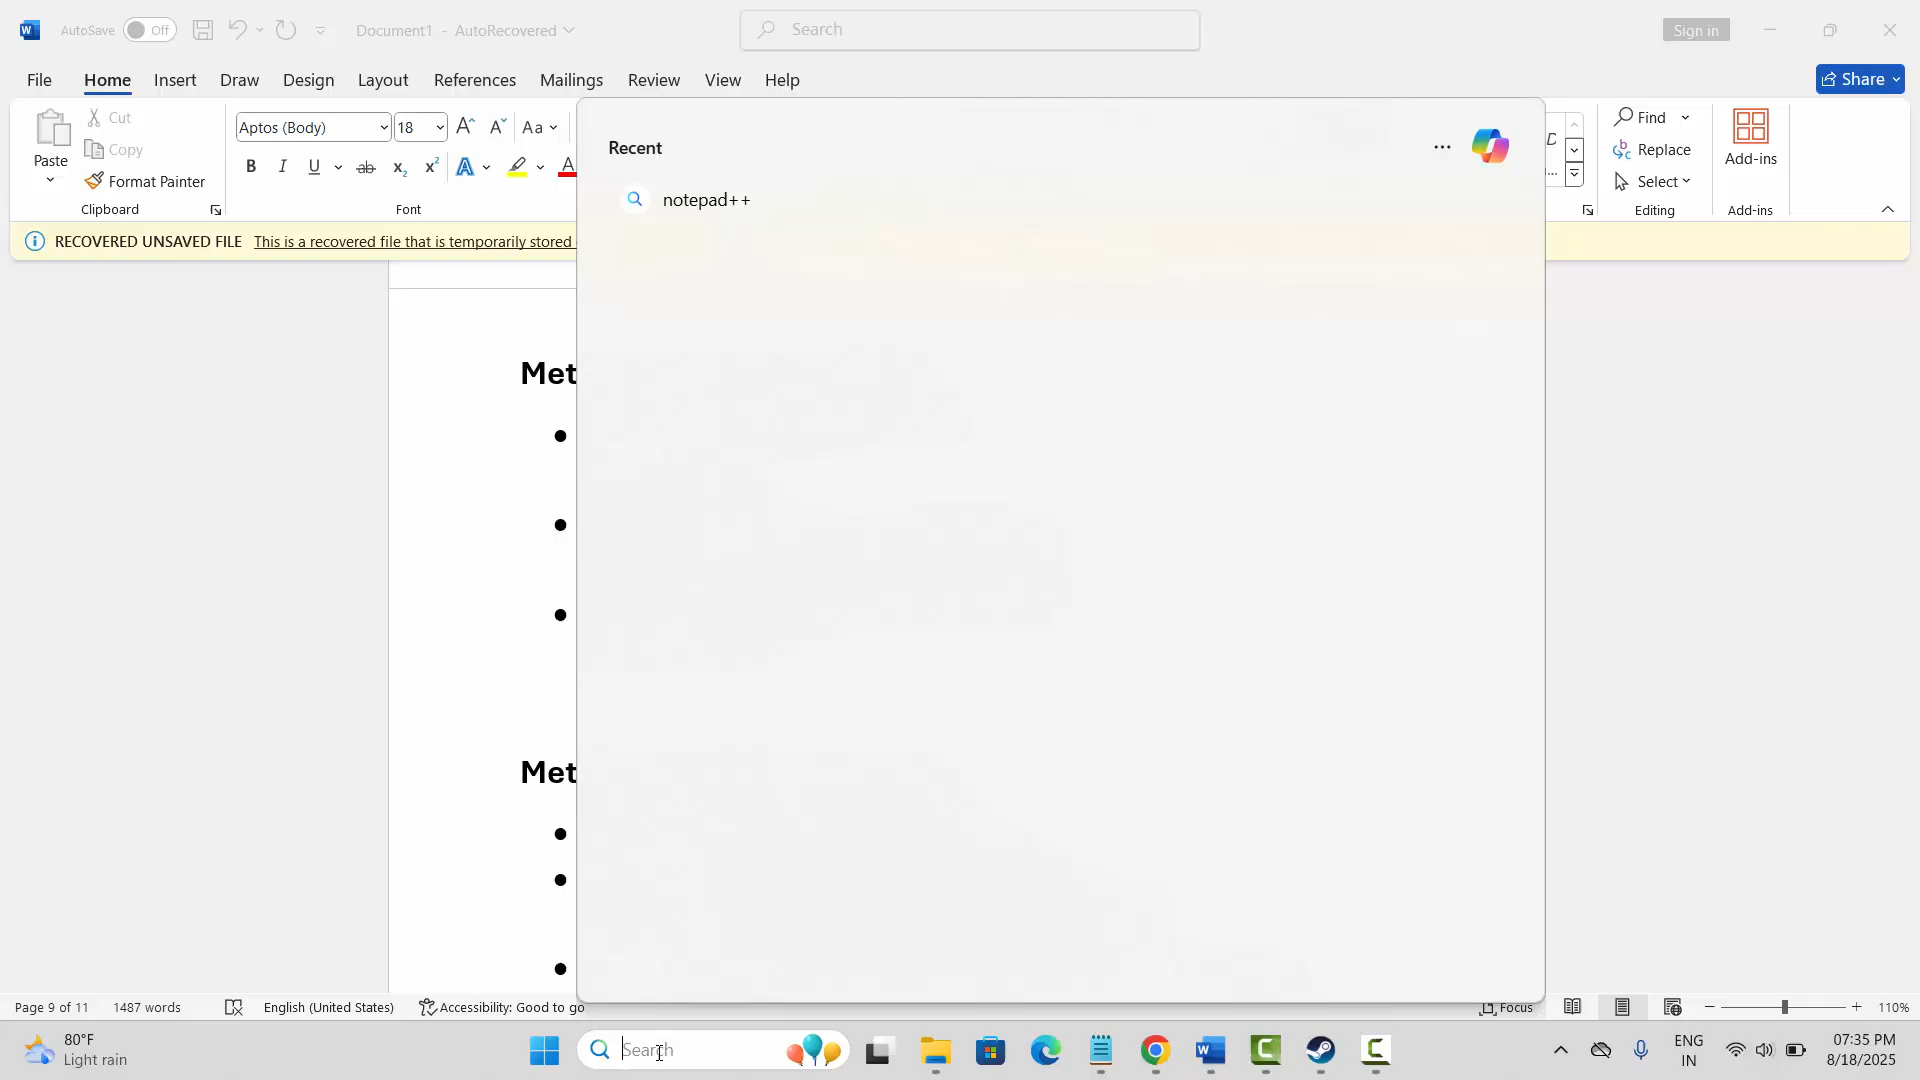 AutoSave Off Document1 - AutoRecovered Search Sign in
File Home Insert Draw Design Layout References Mailings Review View Help Share
Paste Cut Copy Format Painter
Clipboard
Aptos (Body) 18 Aa
B I U ab
Font
Find
Replace
Select
Editing
Add-ins
Add-ins
RECOVERED UNSAVED FILE This is a recovered file that is temporarily stored
Recent
notepad++
Met
Met
Page 9 of 11 1487 words English (United States) Accessibility: Good to go Focus 110%
80°F
Light rain
Search
ENG
IN
07:35 PM
8/18/2025